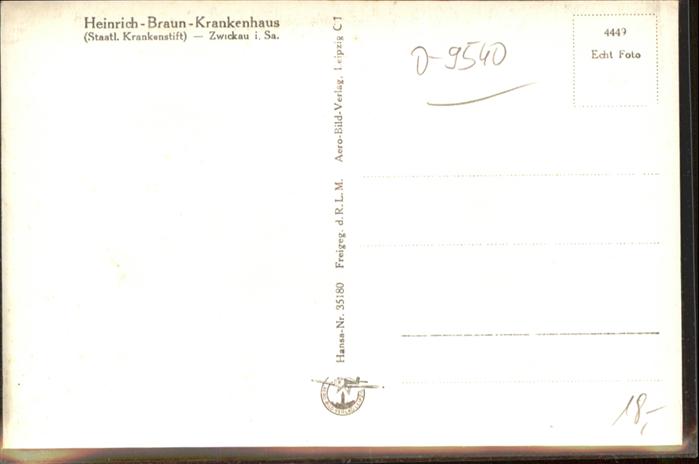 Heinrich-Braun-Krankenhaus
(Staatl. Krankenstift) — Zwickau i. Sa.
Hansa-Nr. 35180 Freigeg. d. R. L. M. Aero-Bild-Verlag, Leipzig C 1
D-9540
4449
Echt Foto
18,-